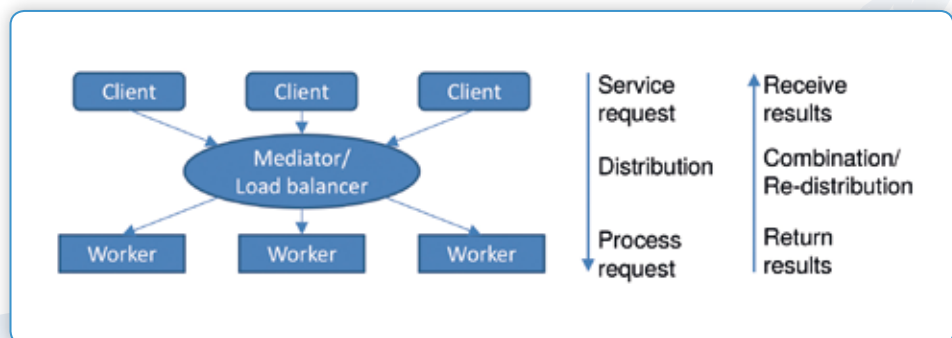 Client
Client
Client
Mediator/
Load balancer
Worker
Worker
Worker
Service
request
Distribution
Process
request
Receive
results
Combination/
Re-distribution
Return
results